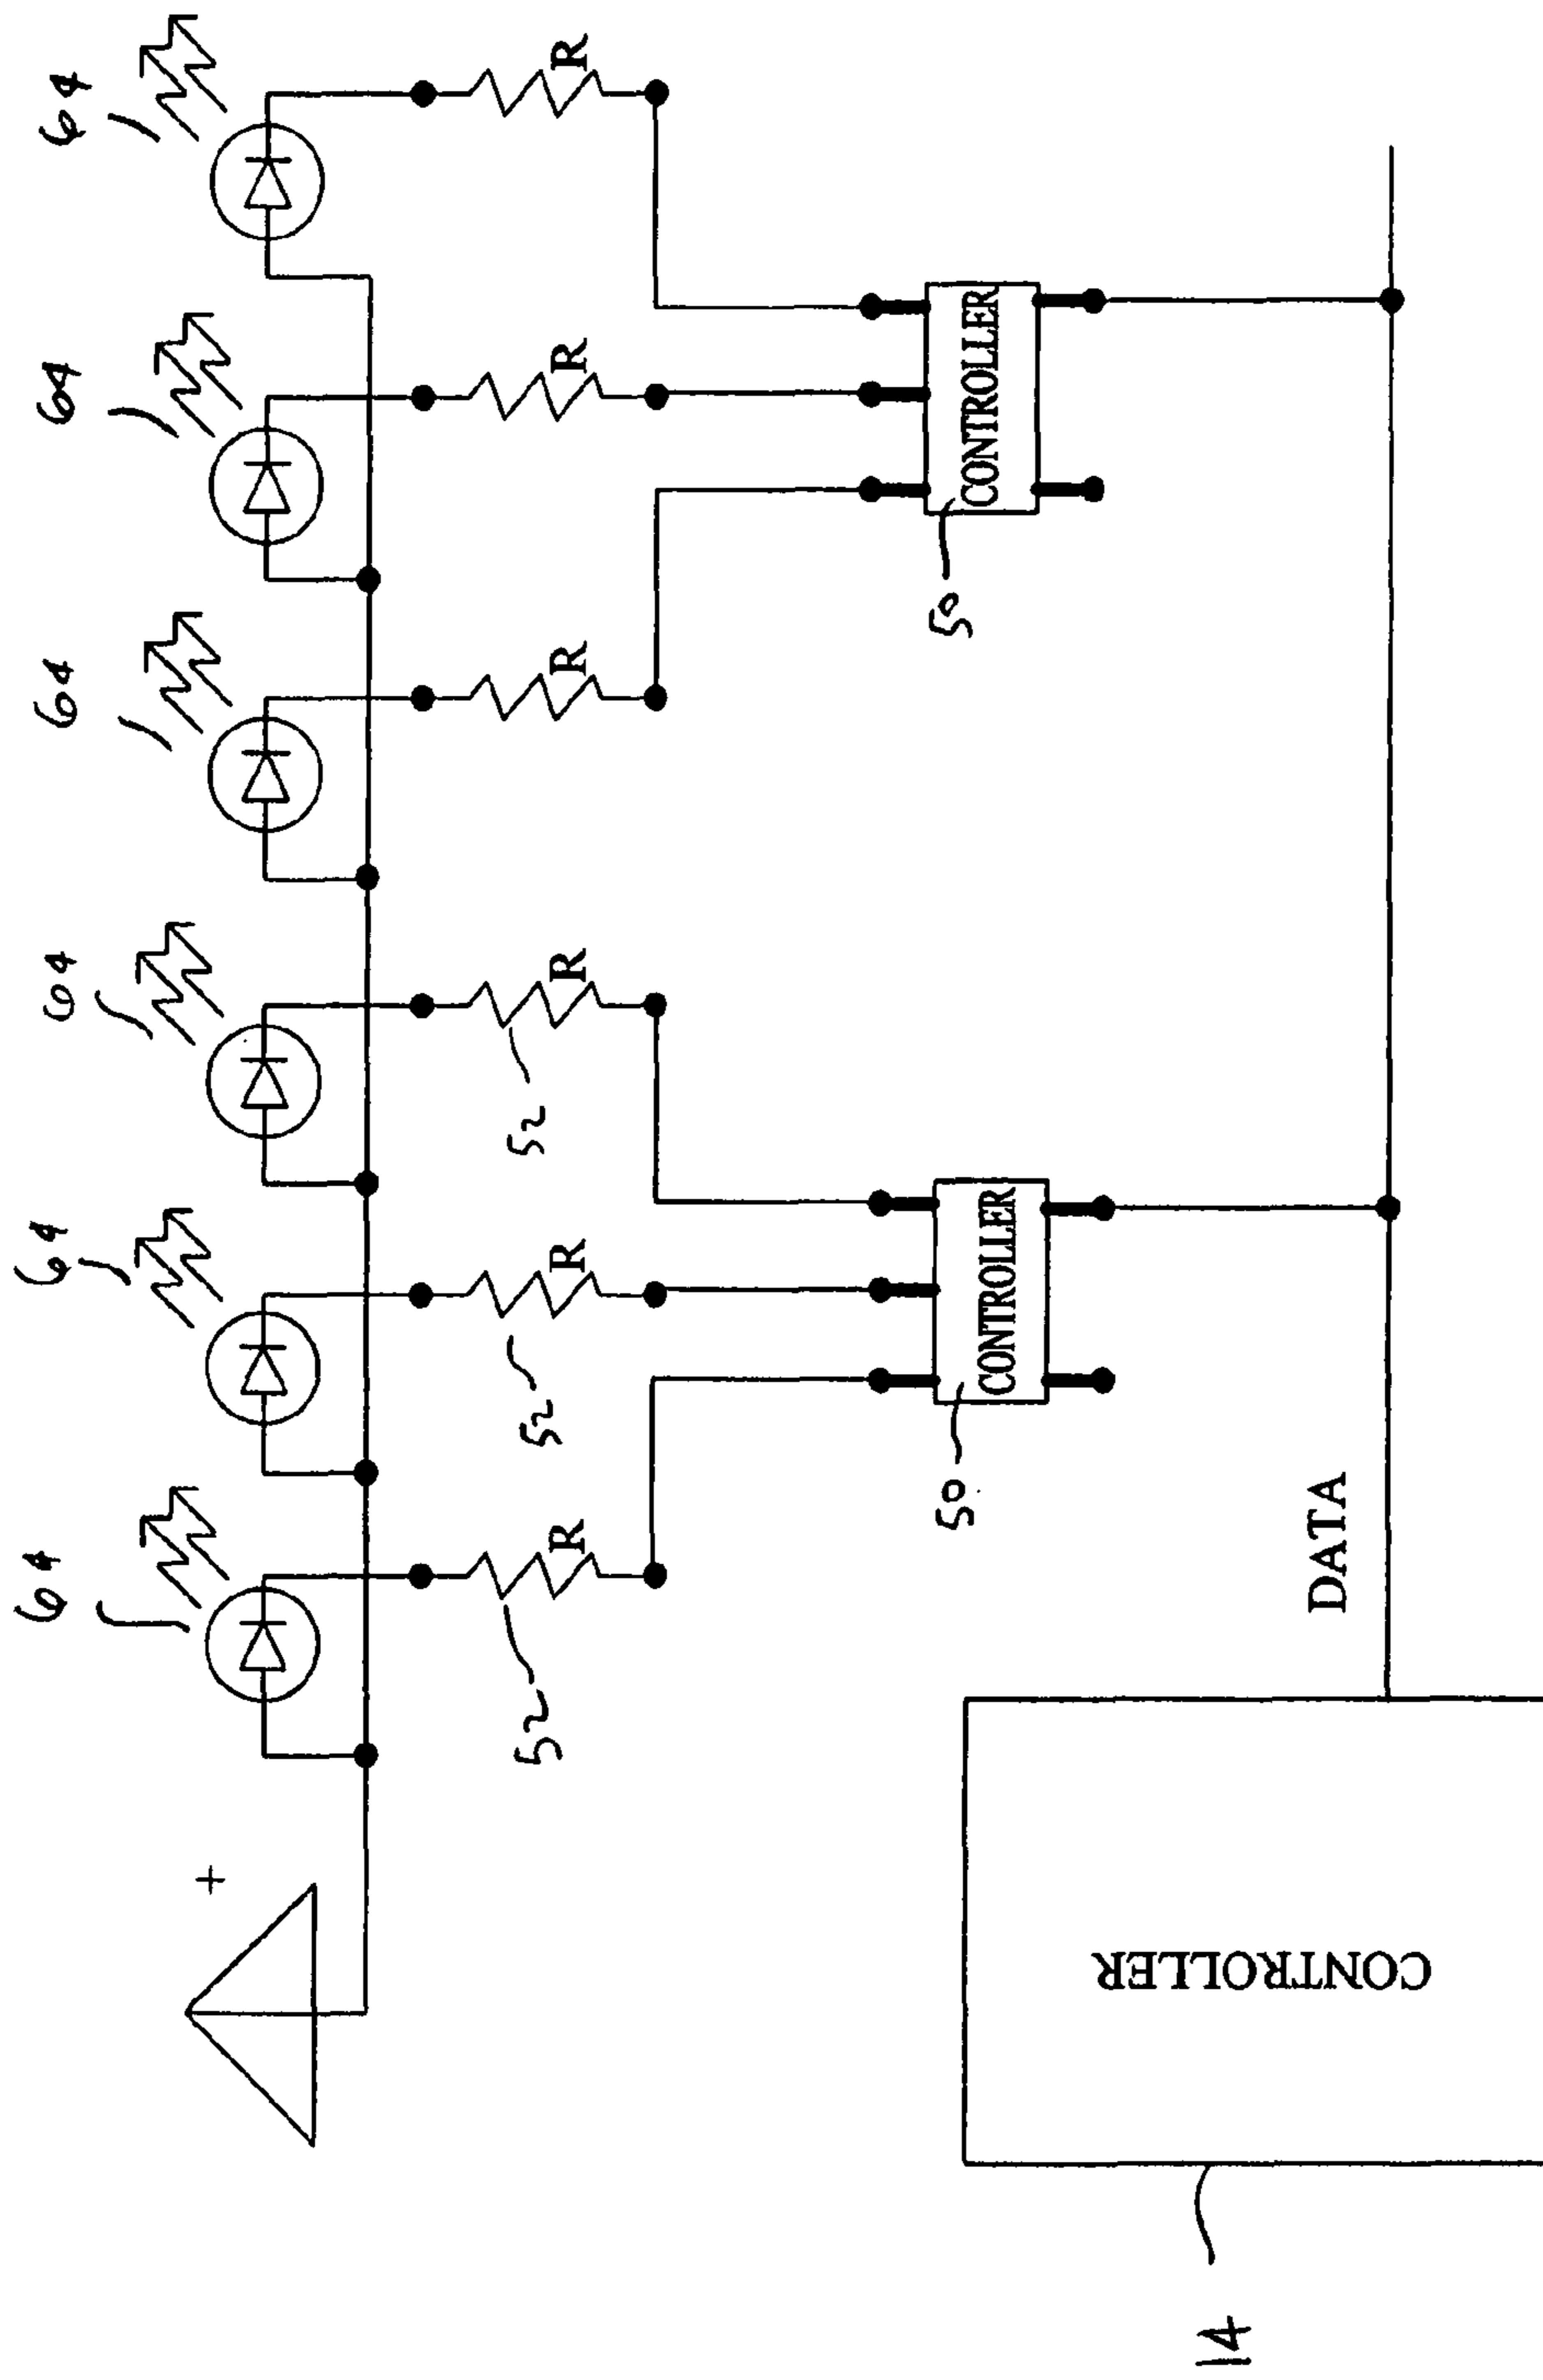 64 64 64 64 64 64
+
R R R R R R
52 52 52
CONTROLLER CONTROLLER
50 50
DATA
CONTROLLER
14